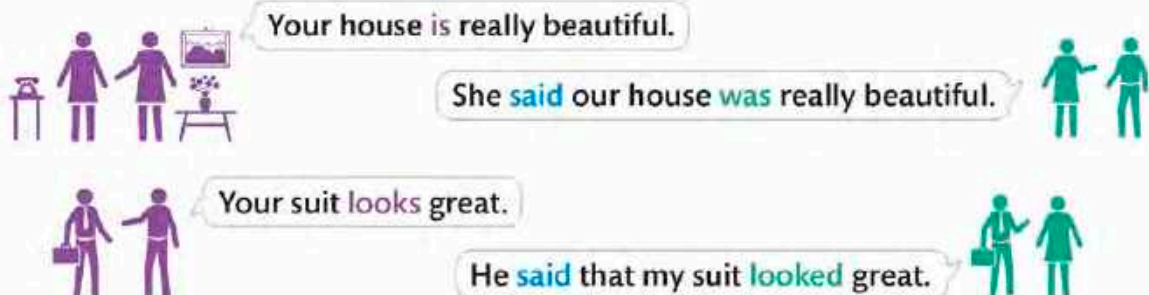 Your house is really beautiful.
She said our house was really beautiful.
Your suit looks great.
He said that my suit looked great.